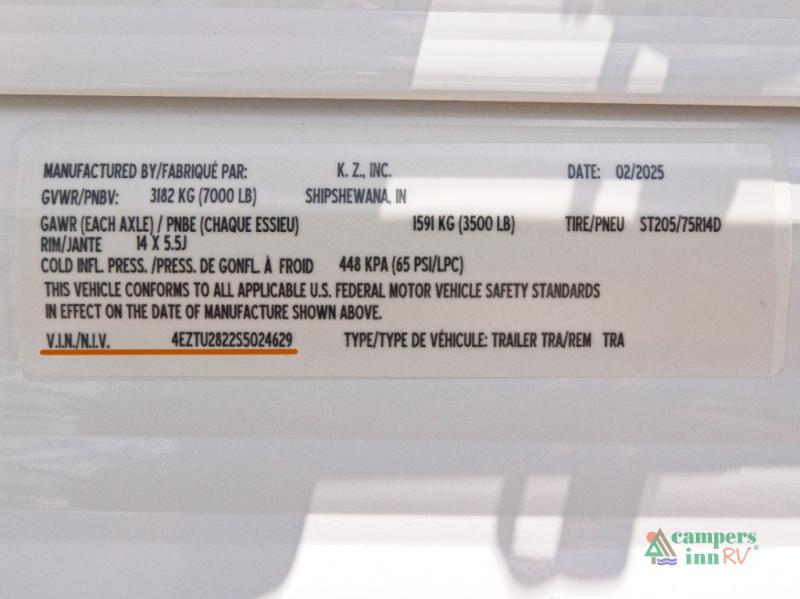 MANUFACTURED BY/FABRIQUÉ PAR: K. Z., INC. DATE: 02/2025
GVWR/PNBV: 3182 KG (7000 LB) SHIPSHEWANA, IN
GAWR (EACH AXLE) / PNBE (CHAQUE ESSIEU) 1591 KG (3500 LB) TIRE/PNEU ST205/75R14D
RIM/JANTE 14 X 5.5J
COLD INFL. PRESS. /PRESS. DE GONFL. À FROID 448 KPA (65 PSI/LPC)
THIS VEHICLE CONFORMS TO ALL APPLICABLE U.S. FEDERAL MOTOR VEHICLE SAFETY STANDARDS
IN EFFECT ON THE DATE OF MANUFACTURE SHOWN ABOVE.
V.I.N./N.I.V. 4EZTU2822S5024629 TYPE/TYPE DE VÉHICULE: TRAILER TRA/REM TRA
campers
inn RV®